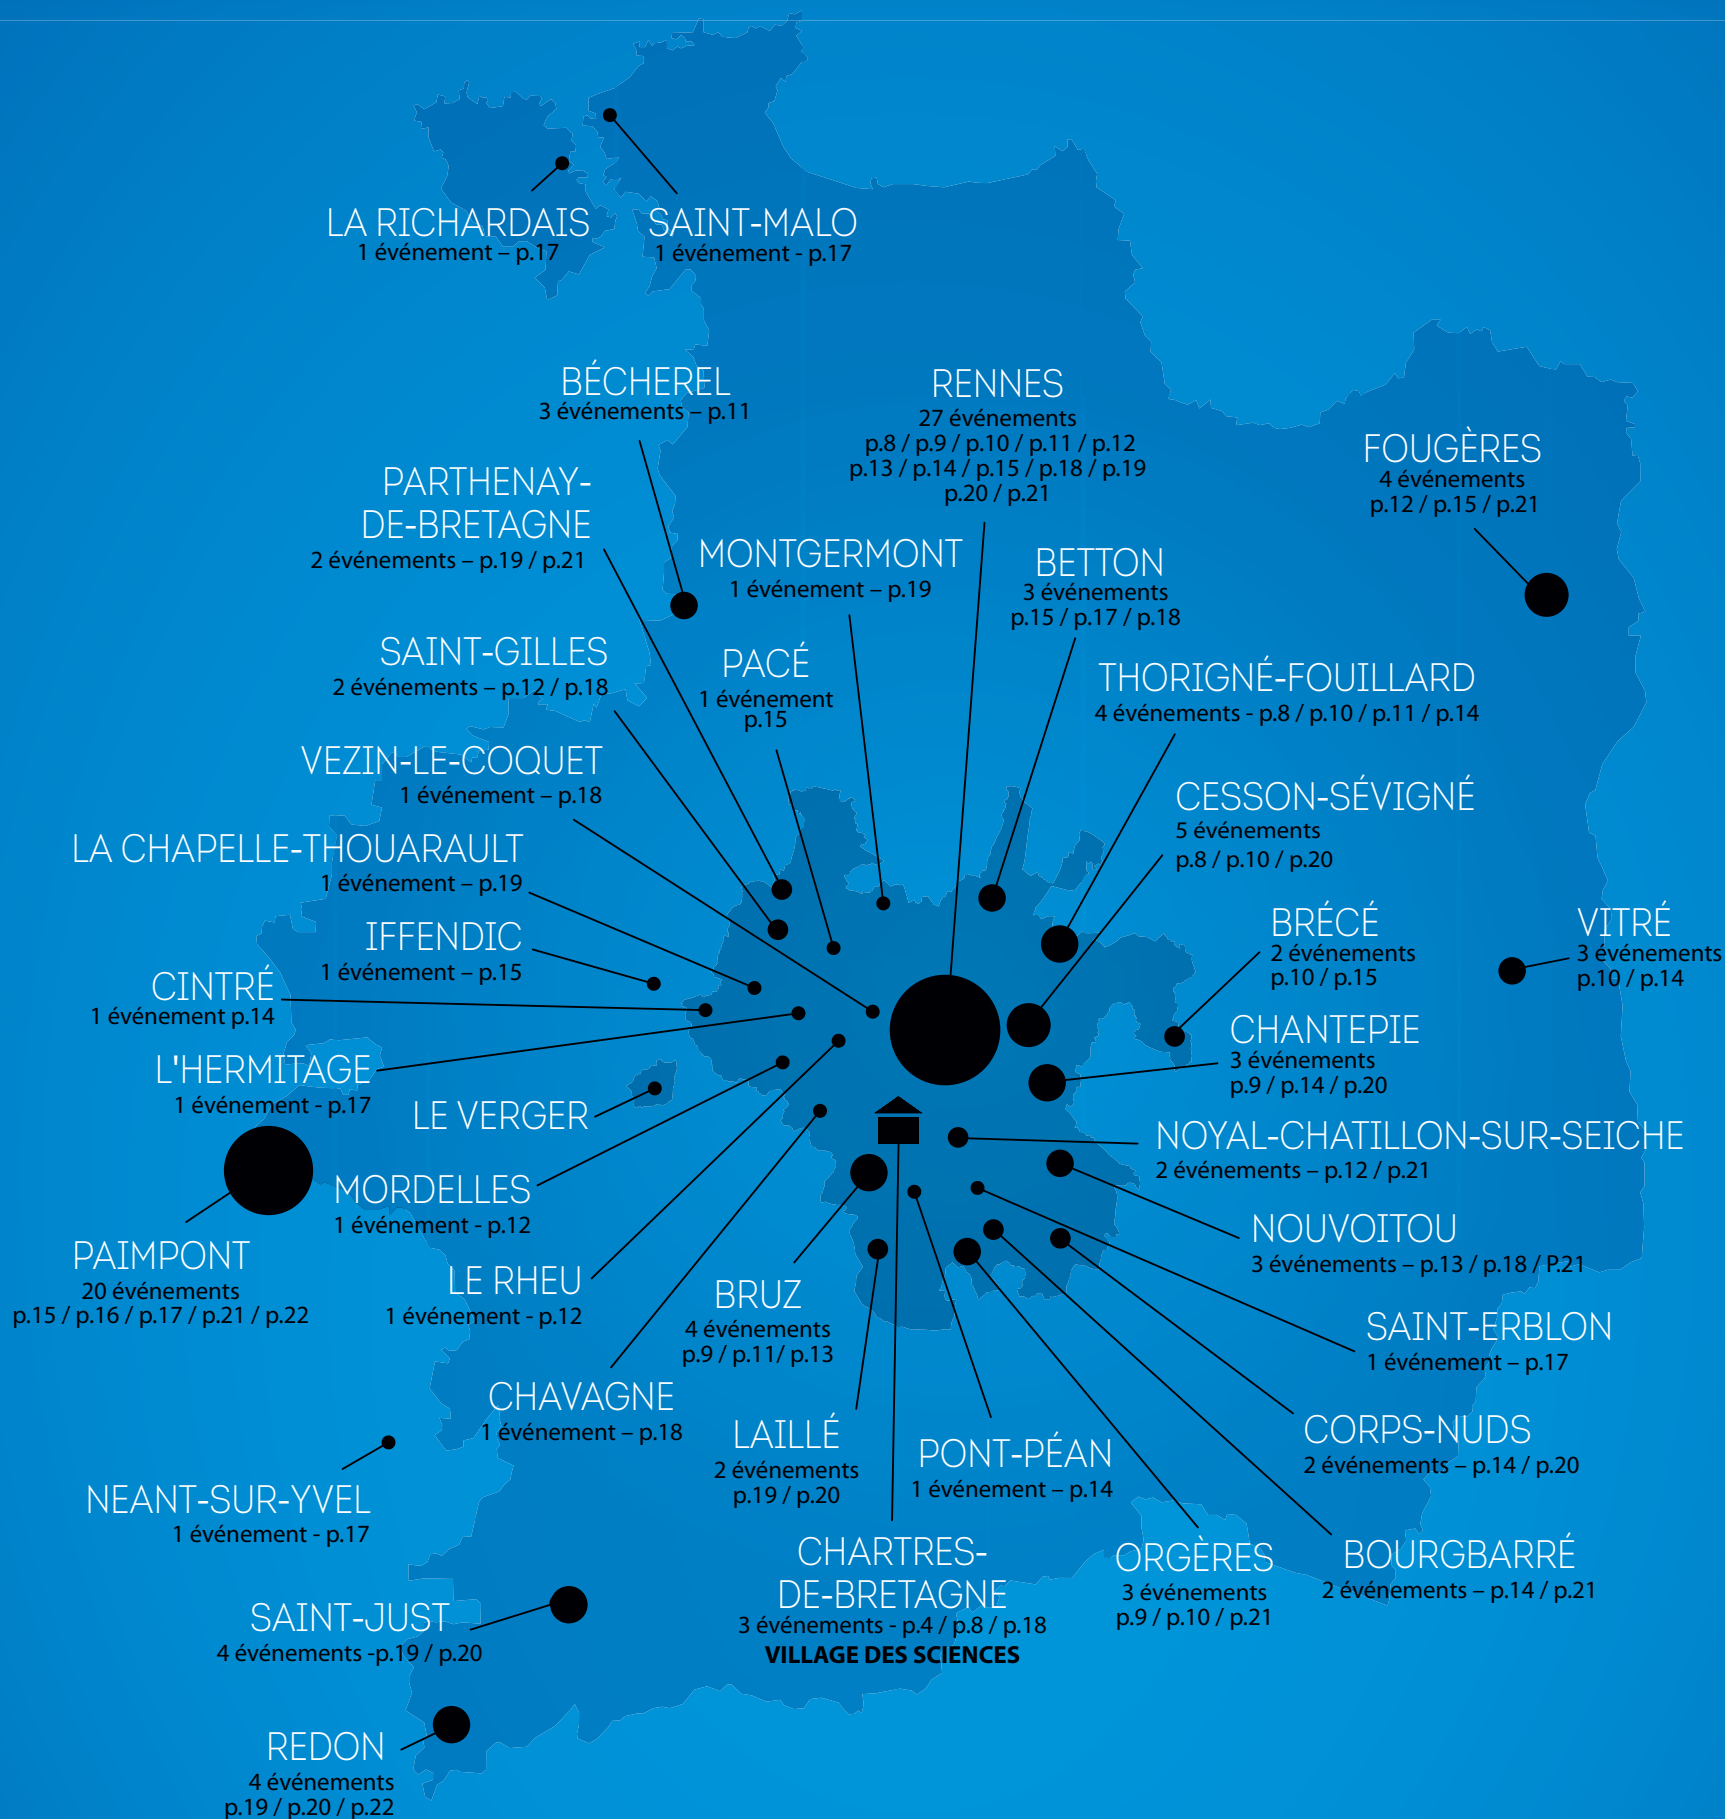 LA RICHARDAIS
1 événement – p.17
SAINT-MALO
1 événement - p.17
BÉCHEREL
3 événements – p.11
RENNES
27 événements
p.8 / p.9 / p.10 / p.11 / p.12
p.13 / p.14 / p.15 / p.18 / p.19
p.20 / p.21
FOUGÈRES
4 événements
p.12 / p.15 / p.21
PARTHENAY-
DE-BRETAGNE
2 événements – p.19 / p.21
MONTGERMONT
1 événement – p.19
BETTON
3 événements
p.15 / p.17 / p.18
SAINT-GILLES
2 événements – p.12 / p.18
PACÉ
1 événement
p.15
THORIGNÉ-FOUILLARD
4 événements - p.8 / p.10 / p.11 / p.14
VEZIN-LE-COQUET
1 événement – p.18
CESSON-SÉVIGNÉ
5 événements
p.8 / p.10 / p.20
LA CHAPELLE-THOUARAULT
1 événement – p.19
IFFENDIC
1 événement – p.15
BRÉCÉ
2 événements
p.10 / p.15
VITRÉ
3 événements
p.10 / p.14
CINTRÉ
1 événement p.14
CHANTEPIE
3 événements
p.9 / p.14 / p.20
L'HERMITAGE
1 événement - p.17
LE VERGER
NOYAL-CHATILLON-SUR-SEICHE
2 événements – p.12 / p.21
MORDELLES
1 événement - p.12
NOUVOITOU
3 événements – p.13 / p.18 / P.21
PAIMPONT
20 événements
p.15 / p.16 / p.17 / p.21 / p.22
LE RHEU
1 événement - p.12
BRUZ
4 événements
p.9 / p.11/ p.13
SAINT-ERBLON
1 événement – p.17
CHAVAGNE
1 événement – p.18
LAILLÉ
2 événements
p.19 / p.20
PONT-PÉAN
1 événement – p.14
CORPS-NUDS
2 événements – p.14 / p.20
NEANT-SUR-YVEL
1 événement - p.17
CHARTRES-
DE-BRETAGNE
3 événements - p.4 / p.8 / p.18
VILLAGE DES SCIENCES
ORGÈRES
3 événements
p.9 / p.10 / p.21
BOURGBARRÉ
2 événements – p.14 / p.21
SAINT-JUST
4 événements -p.19 / p.20
REDON
4 événements
p.19 / p.20 / p.22